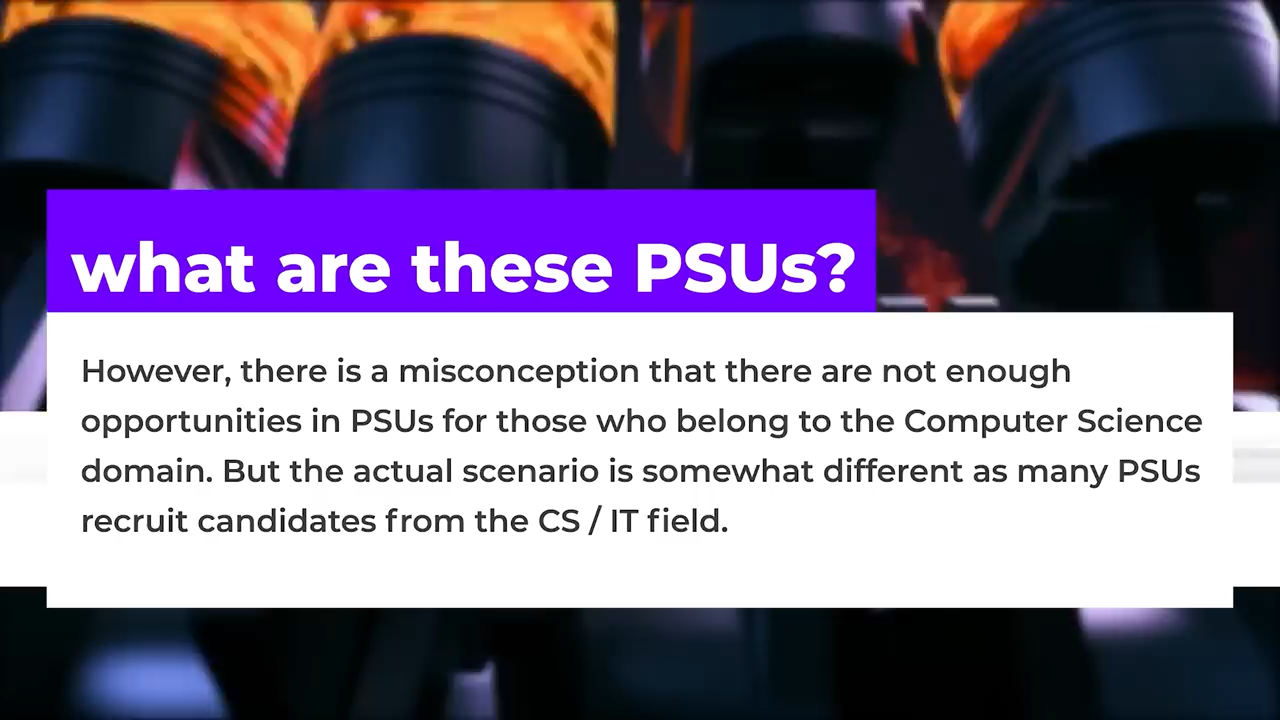 what are these PSUs?
However, there is a misconception that there are not enough
opportunities in PSUs for those who belong to the Computer Science
domain. But the actual scenario is somewhat different as many PSUs
recruit candidates from the CS / IT field.